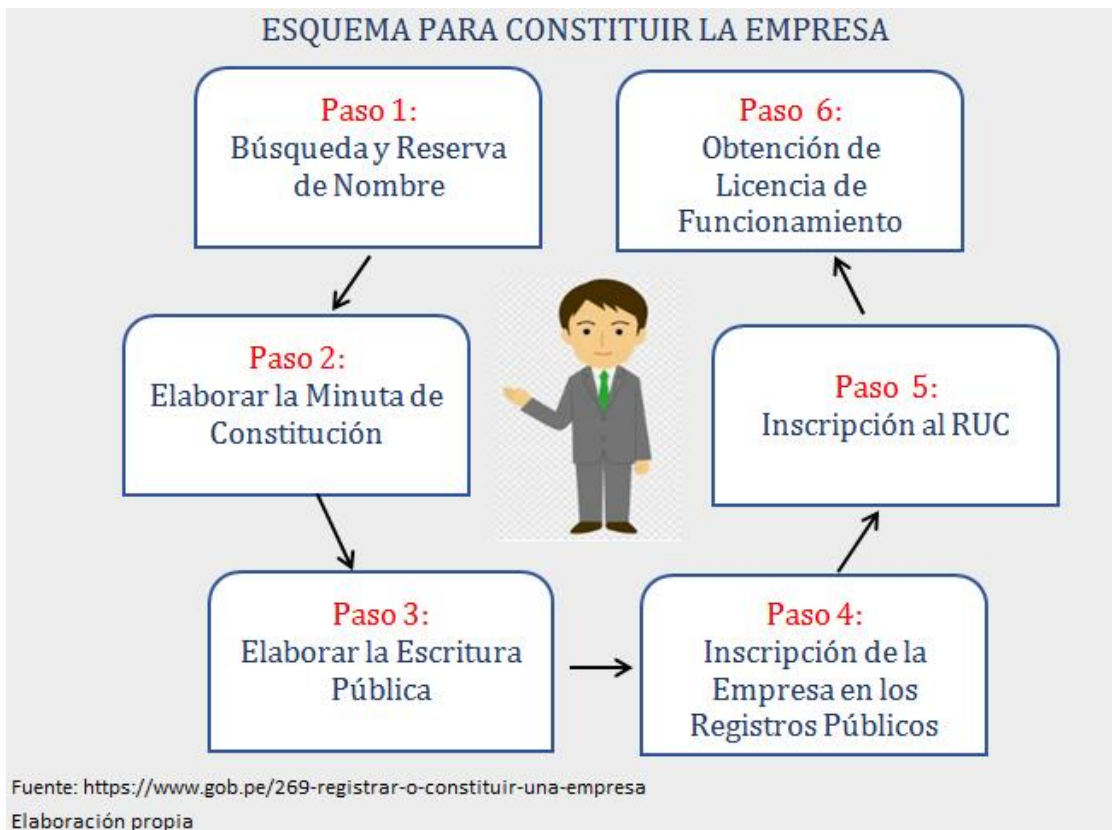 ESQUEMA PARA CONSTITUIR LA EMPRESA
Paso 1:
Búsqueda y Reserva
de Nombre
Paso 2:
Elaborar la Minuta de
Constitución
Paso 3:
Elaborar la Escritura
Pública
Paso 4:
Inscripción de la
Empresa en los
Registros Públicos
Paso 5:
Inscripción al RUC
Paso 6:
Obtención de
Licencia de
Funcionamiento
Fuente: https://www.gob.pe/269-registrar-o-constituir-una-empresa
Elaboración propia